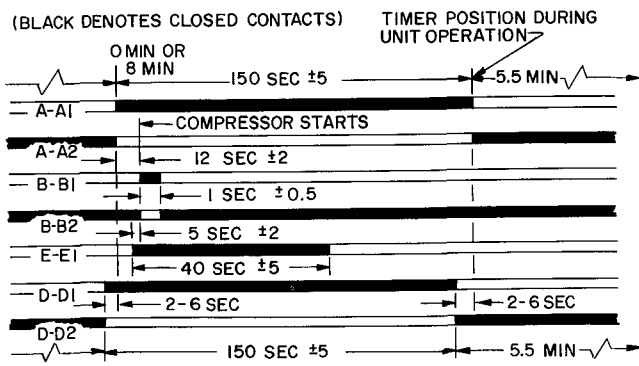 (BLACK DENOTES CLOSED CONTACTS)
TIMER POSITION DURING
UNIT OPERATION
0 MIN OR
8 MIN
150 SEC ±5
5.5 MIN
A-A1
COMPRESSOR STARTS
A-A2
12 SEC ±2
B-B1
1 SEC ±0.5
B-B2
5 SEC ±2
E-E1
40 SEC ±5
D-D1
2-6 SEC
2-6 SEC
D-D2
150 SEC ±5
5.5 MIN